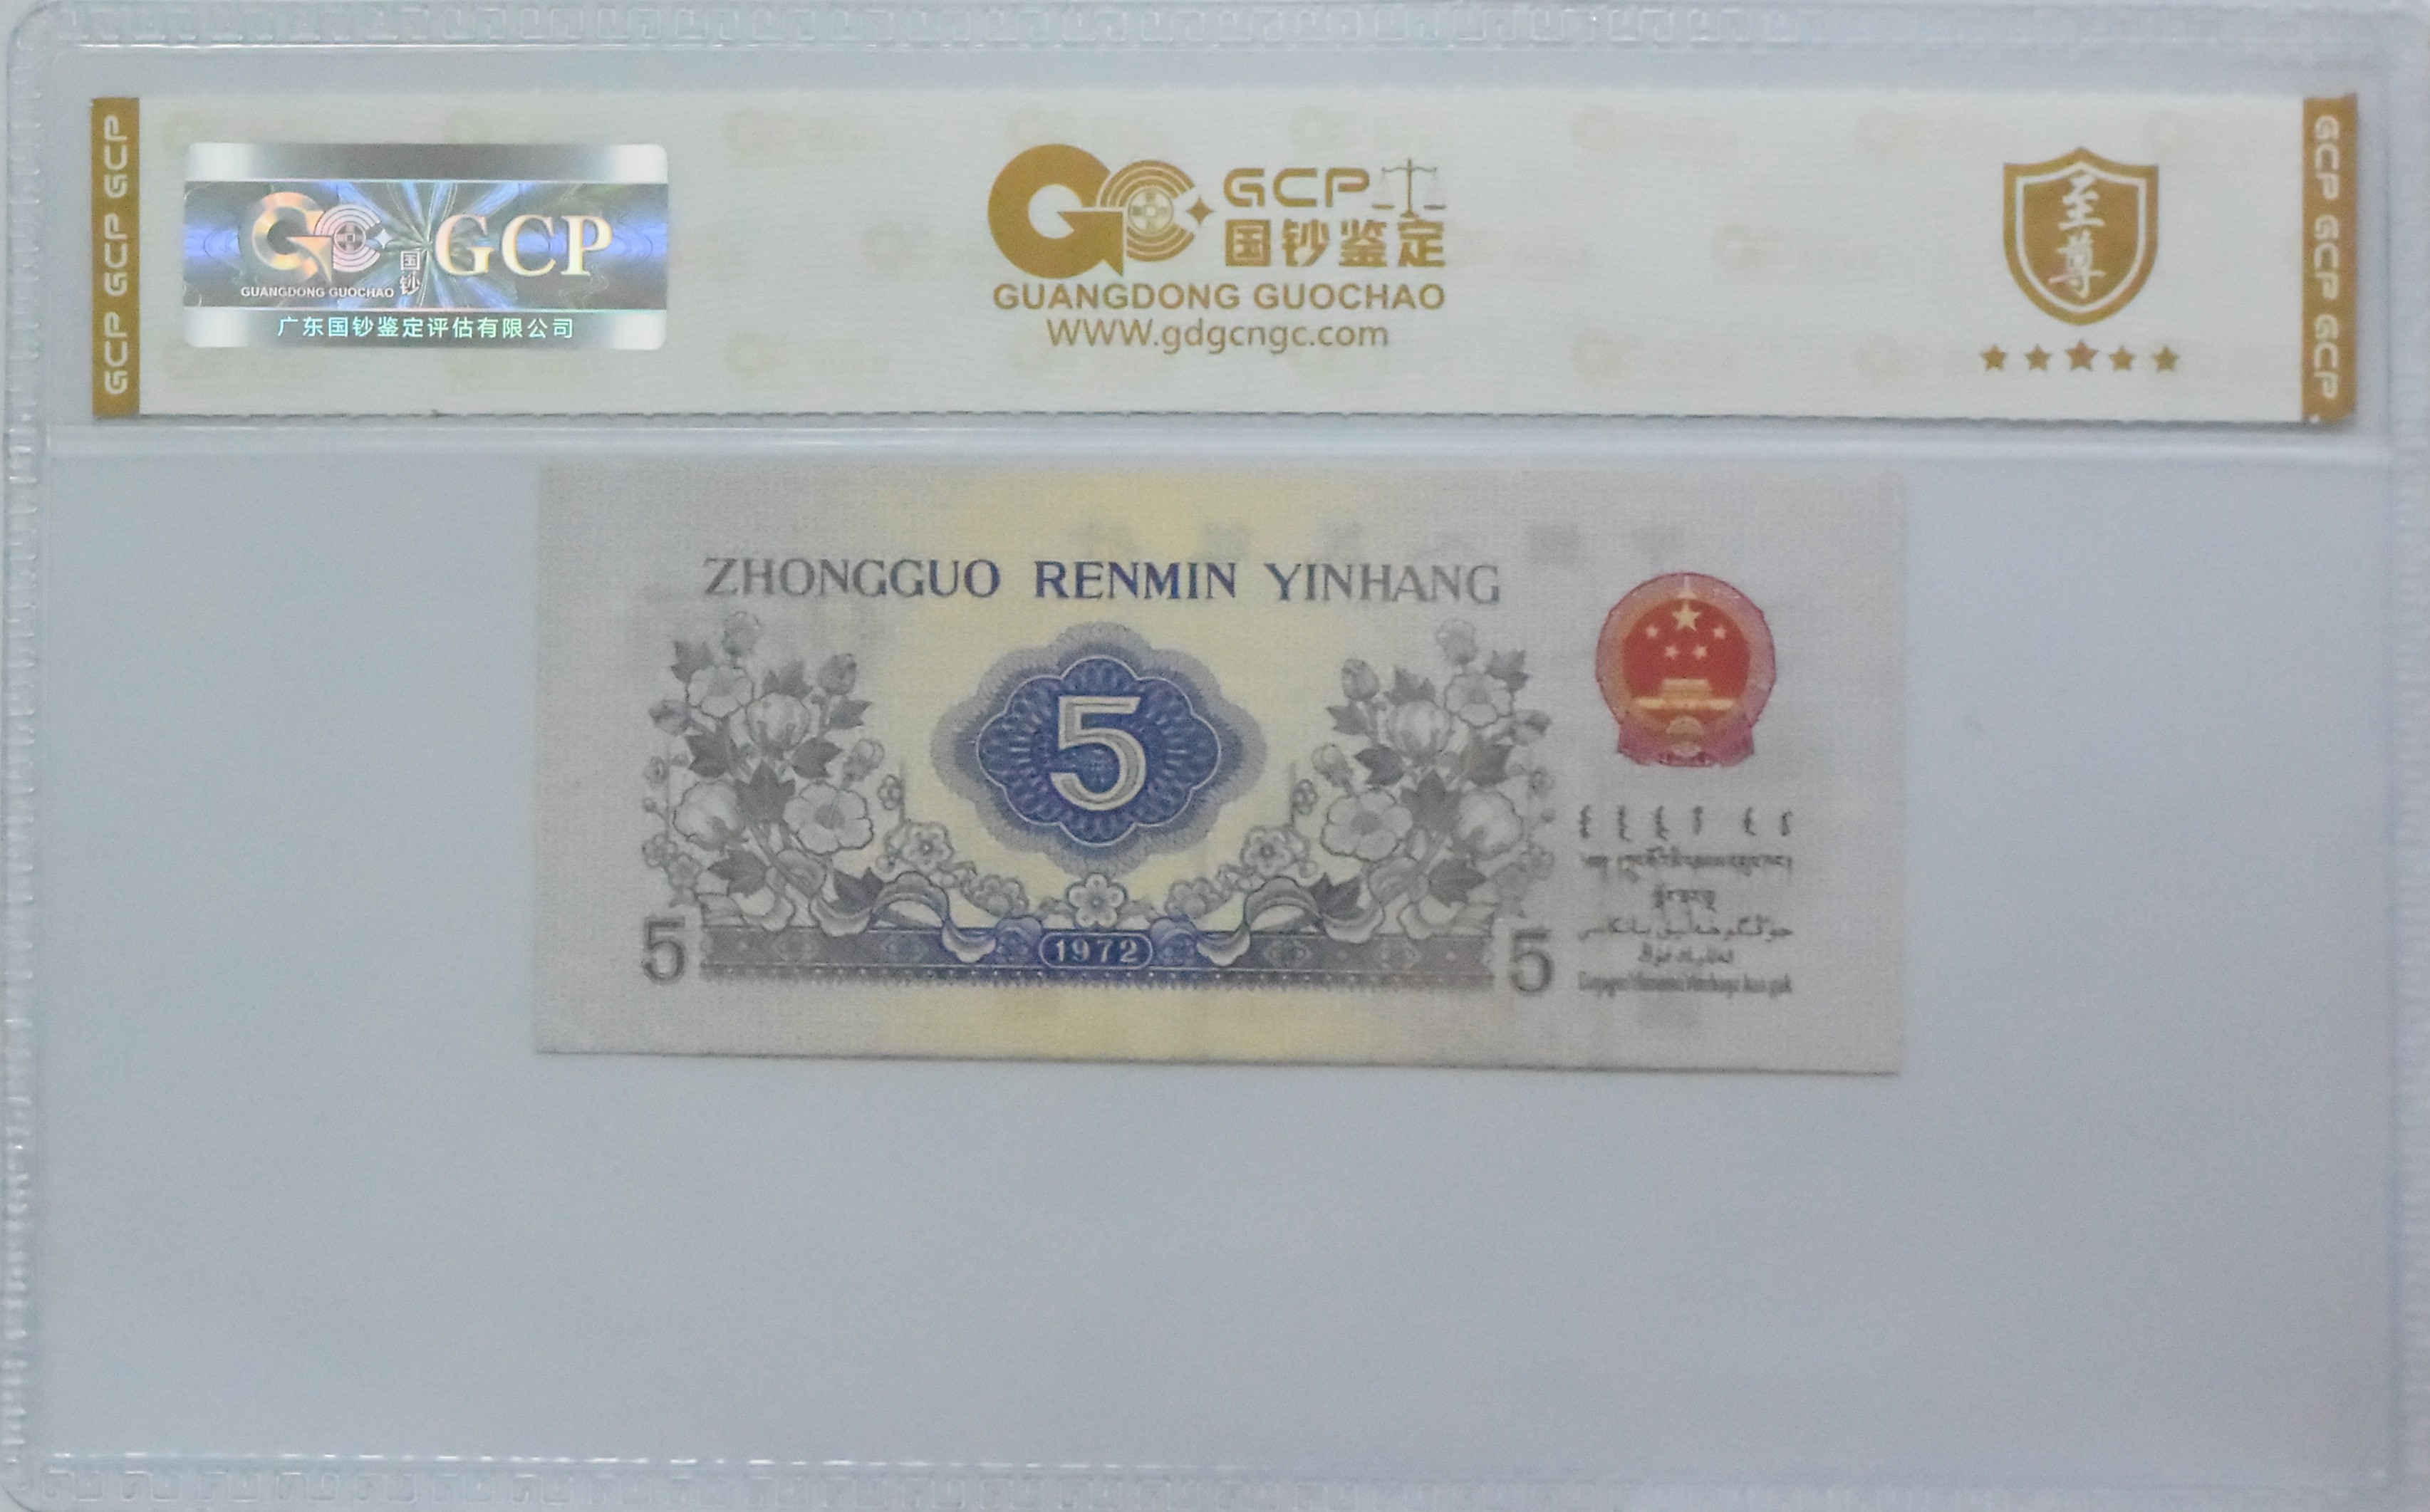 GCP GCP GCP
GCP
国钞
GUANGDONG GUOCHAO
广东国钞鉴定评估有限公司
GCP
国钞鉴定
GUANGDONG GUOCHAO
WWW.gdgcngc.com
至尊
GCP GCP GCP
ZHONGGUO RENMIN YINHANG
5
5
1972
5